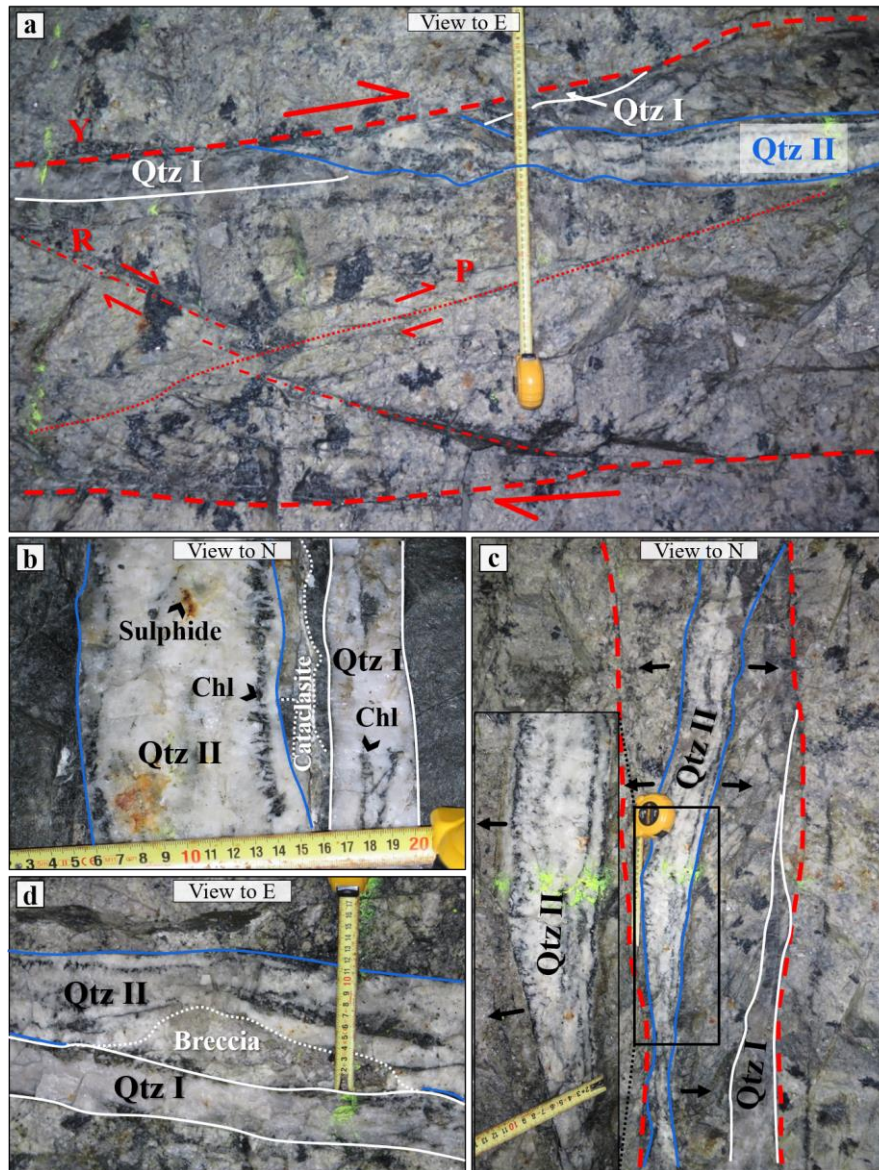 a
View to E
Qtz I
Y
Qtz I
Qtz II
R
P
b
View to N
Sulphide
Qtz I
Chl
Cataclasite
Chl
Qtz II
3 4 5 6 7 8 9 10 11 12 13 14 15 16 17 18 19 20
c
View to N
Qtz II
Qtz II
Qtz I
d
View to E
Qtz II
Breccia
Qtz I